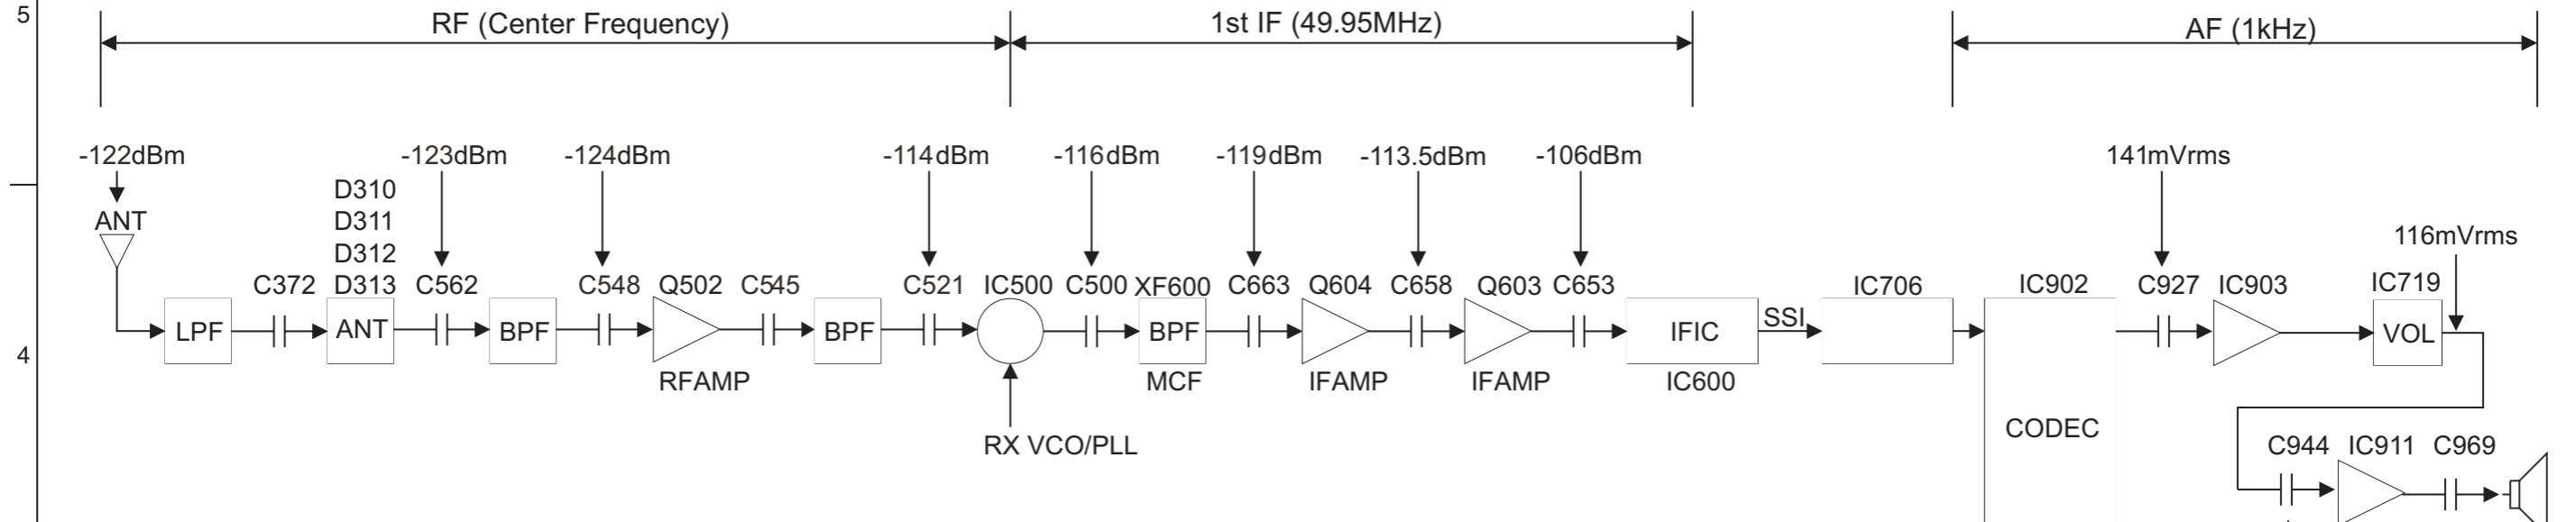 5
RF (Center Frequency)
1st IF (49.95MHz)
AF (1kHz)
-122dBm
-123dBm
-124dBm
-114dBm
-116dBm
-119dBm
-113.5dBm
-106dBm
141mVrms
D310
ANT
D311
D312
116mVrms
C372
D313
C562
C548
Q502
C545
C521
IC500
C500
XF600
C663
Q604
C658
Q603
C653
IC706
IC902
C927
IC903
IC719
LPF
ANT
BPF
BPF
BPF
IFIC
SSI
VOL
4
RFAMP
MCF
IFAMP
IFAMP
IC600
CODEC
RX VCO/PLL
C944
IC911
C969